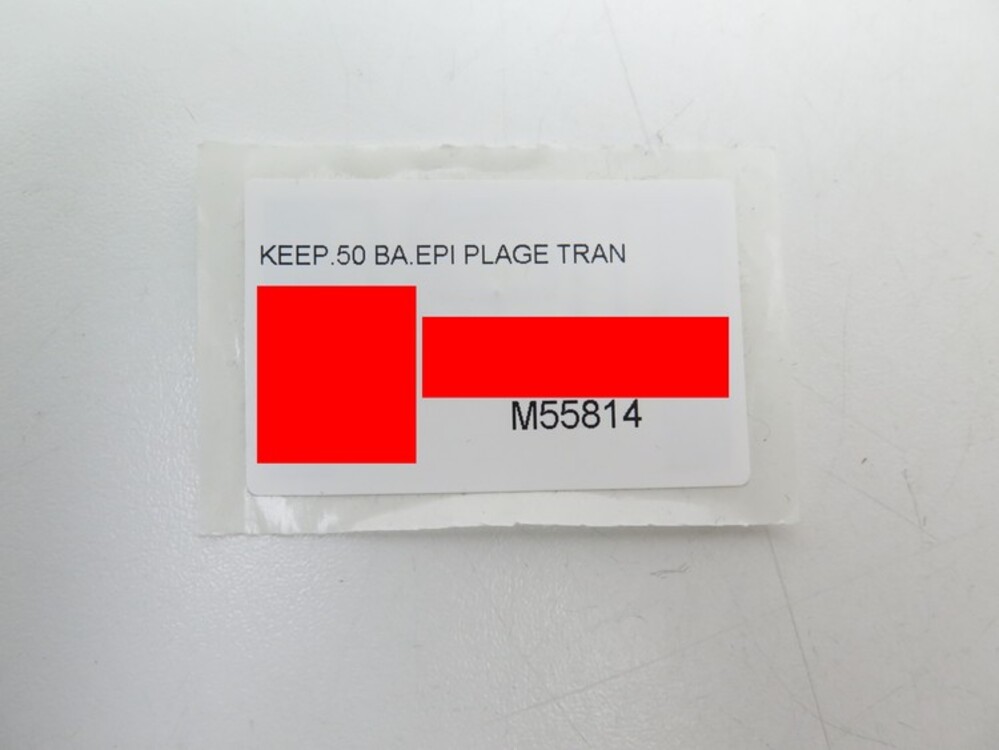 KEEP.50 BA.EPI PLAGE TRAN
M55814